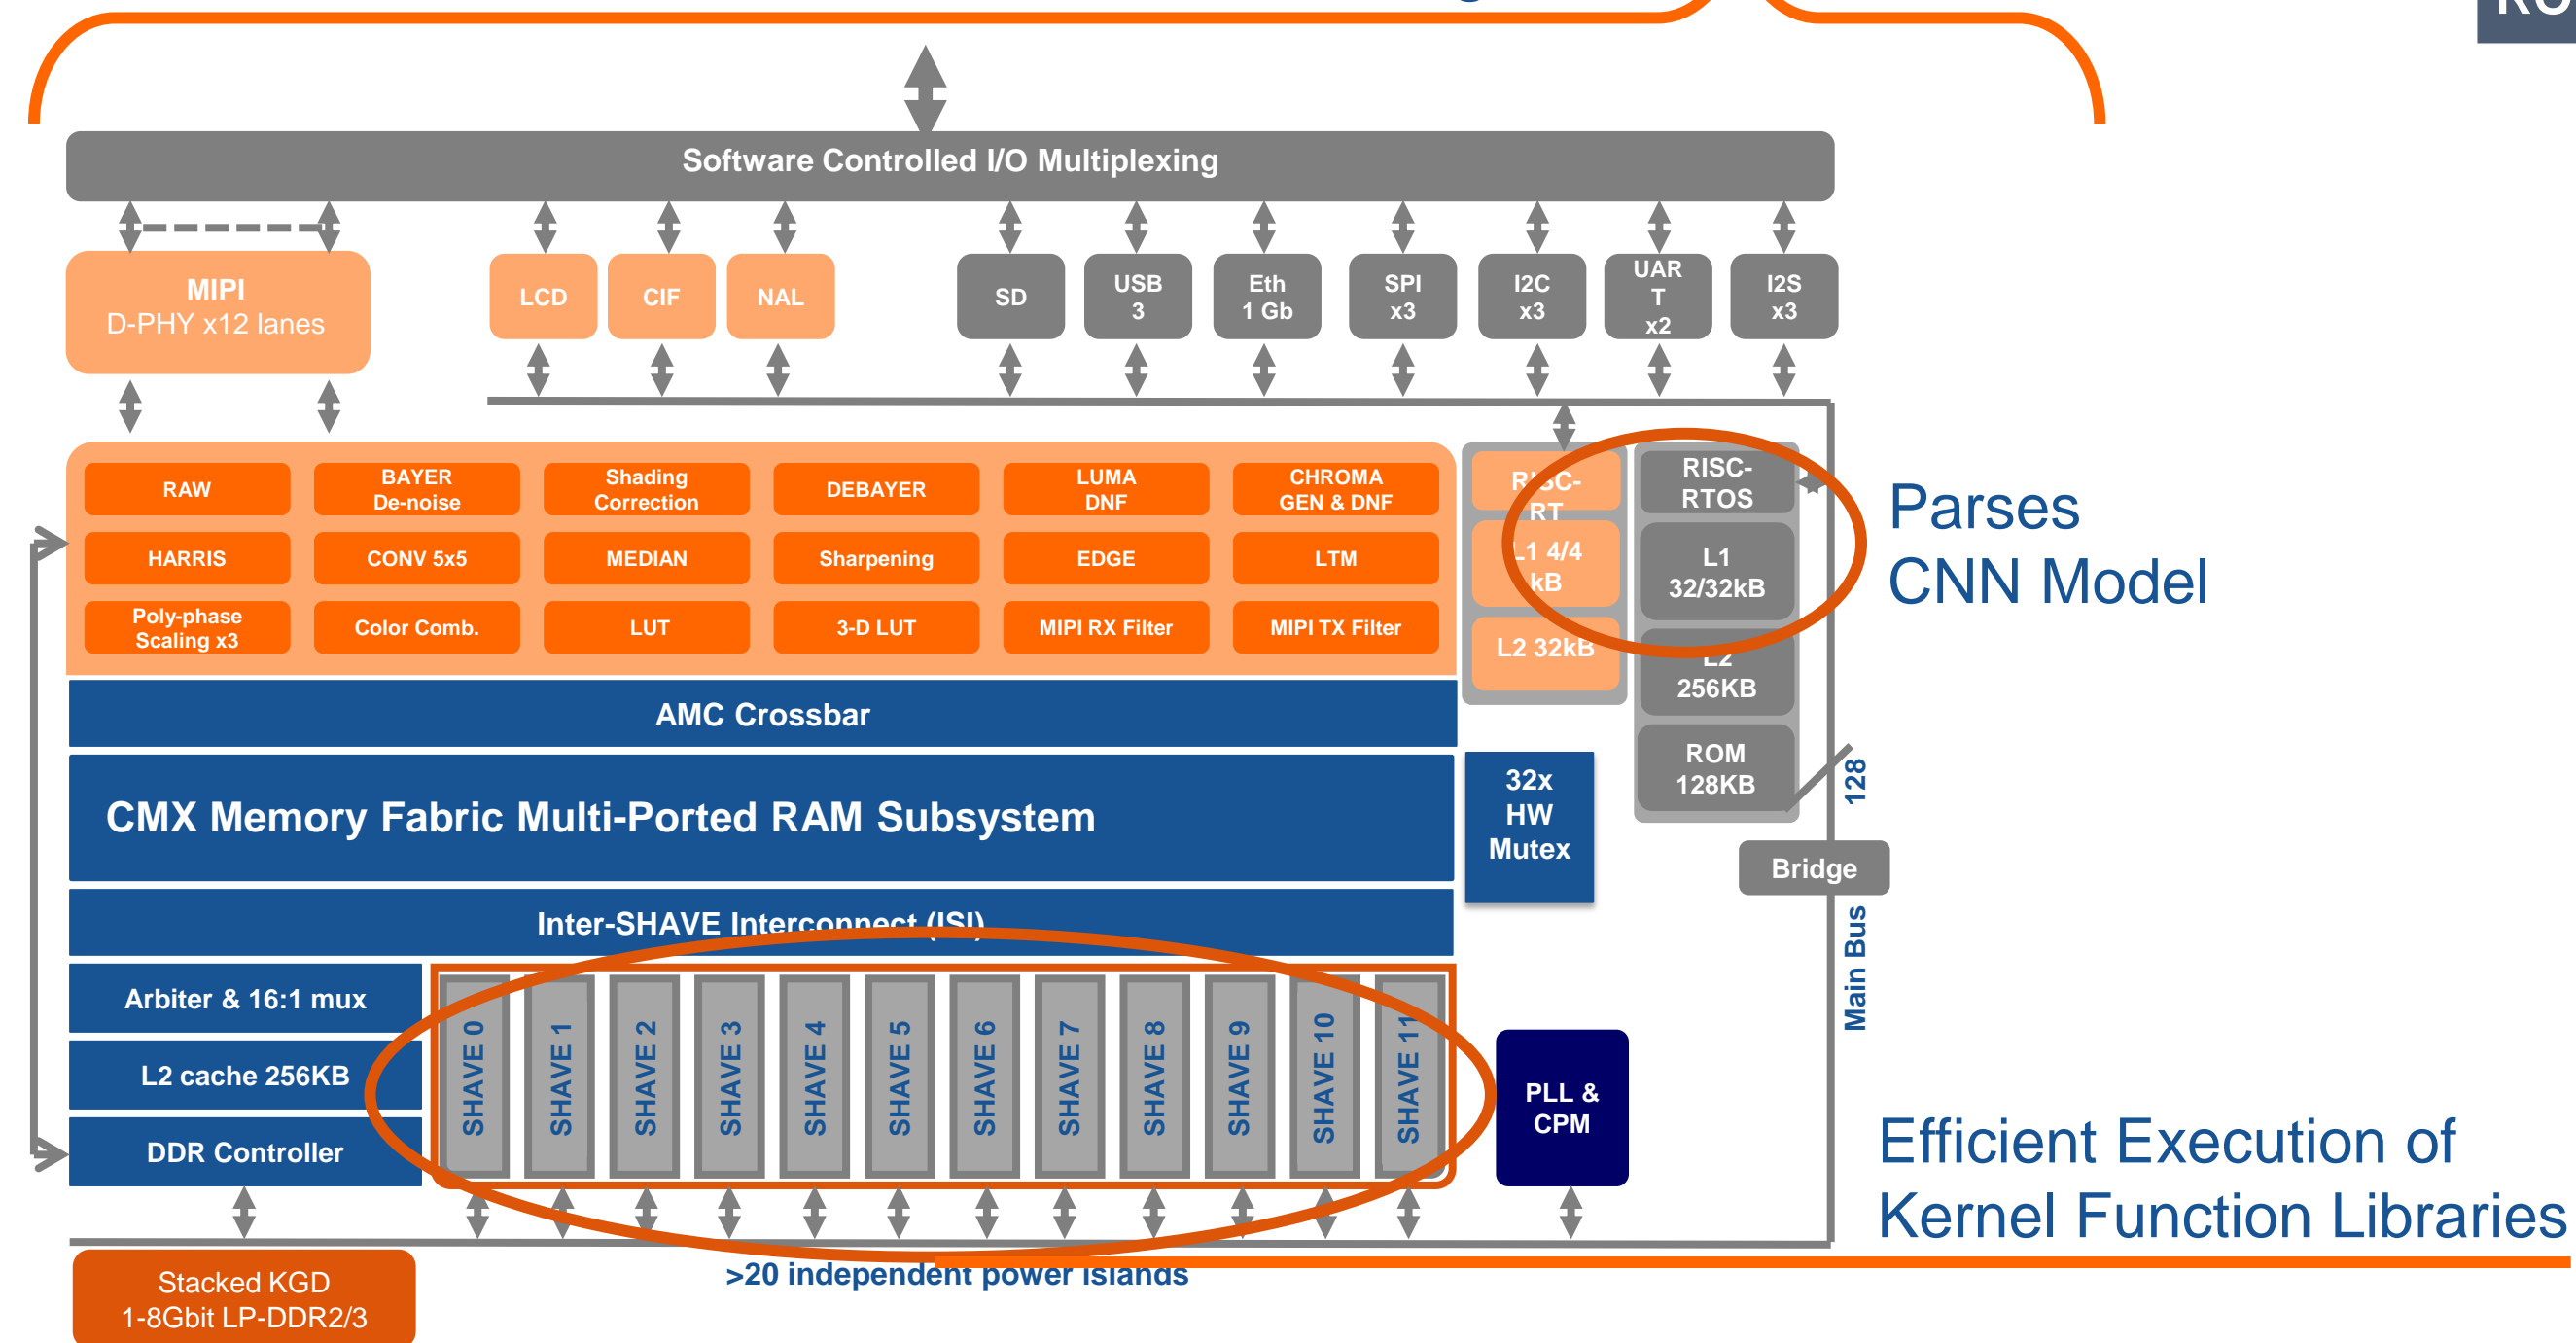 Software Controlled I/O Multiplexing
MIPI
D-PHY x12 lanes
LCD
CIF
NAL
SD
USB
3
Eth
1 Gb
SPI
x3
I2C
x3
UAR
T
x2
I2S
x3
RAW
BAYER
De-noise
Shading
Correction
DEBAYER
LUMA
DNF
CHROMA
GEN & DNF
HARRIS
CONV 5x5
MEDIAN
Sharpening
EDGE
LTM
Poly-phase
Scaling x3
Color Comb.
LUT
3-D LUT
MIPI RX Filter
MIPI TX Filter
RISC-
RT
L1 4/4
kB
L2 32kB
RISC-
RTOS
L1
32/32kB
L2
256KB
ROM
128KB
Parses
CNN Model
AMC Crossbar
CMX Memory Fabric Multi-Ported RAM Subsystem
32x
HW
Mutex
128
Bridge
Main Bus
Inter-SHAVE Interconnect (ISI)
Arbiter & 16:1 mux
L2 cache 256KB
DDR Controller
SHAVE 0
SHAVE 1
SHAVE 2
SHAVE 3
SHAVE 4
SHAVE 5
SHAVE 6
SHAVE 7
SHAVE 8
SHAVE 9
SHAVE 10
SHAVE 11
PLL &
CPM
Efficient Execution of
Kernel Function Libraries
>20 independent power islands
Stacked KGD
1-8Gbit LP-DDR2/3